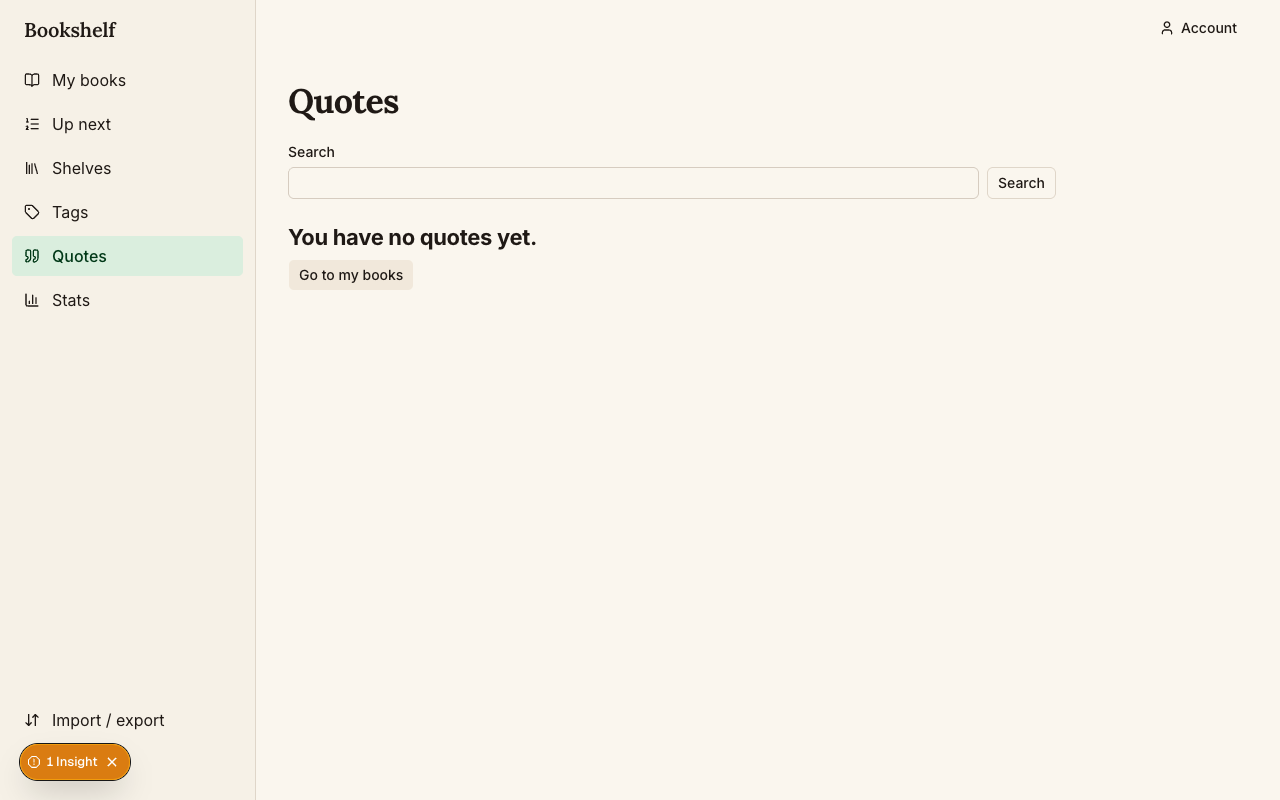 Bookshelf
My books
Up next
Shelves
Tags
Quotes
Stats
Import / export
1 Insight
Account
Quotes
Search
Search
You have no quotes yet.
Go to my books